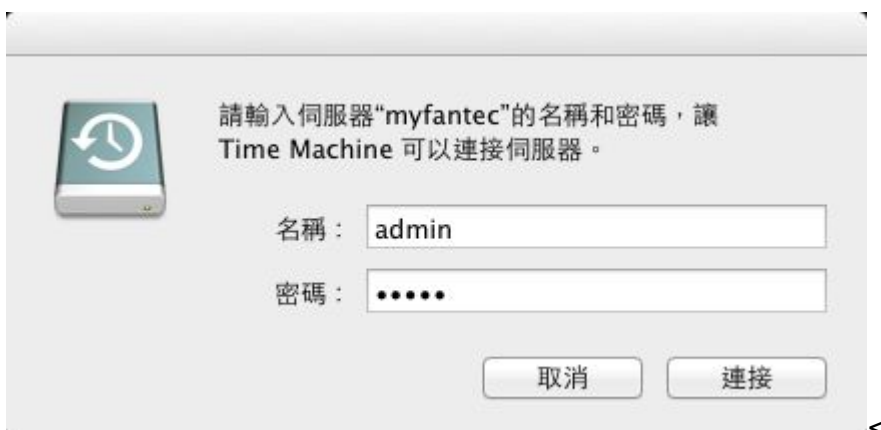 請輸入伺服器“myfantec”的名稱和密碼，讓
Time Machine 可以連接伺服器。
名稱： admin
密碼： •••••
取消 連接
<